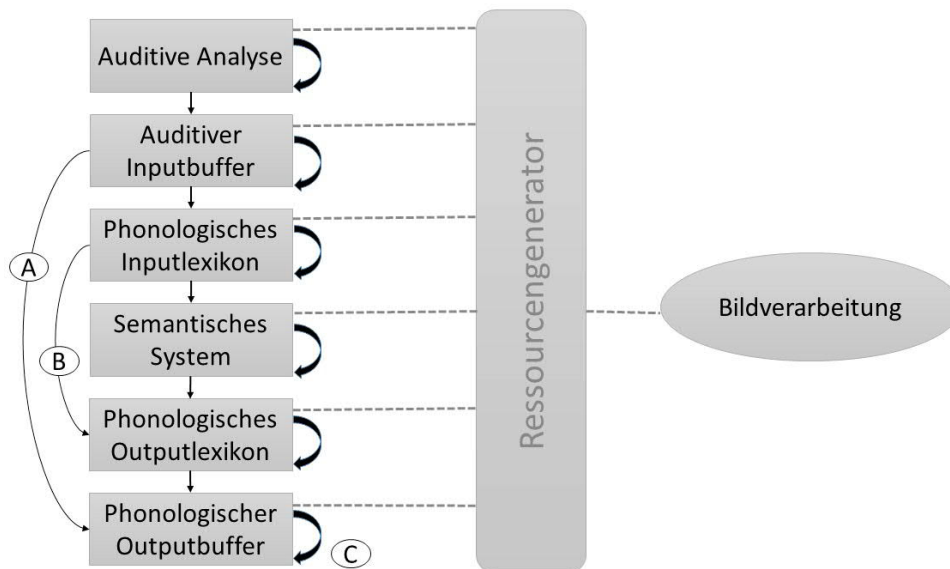 Auditive Analyse
Auditiver
Inputbuffer
Phonologisches
Inputlexikon
A
Semantisches
System
B
Phonologisches
Outputlexikon
Phonologischer
Outputbuffer
C
Ressourcengenerator
Bildverarbeitung